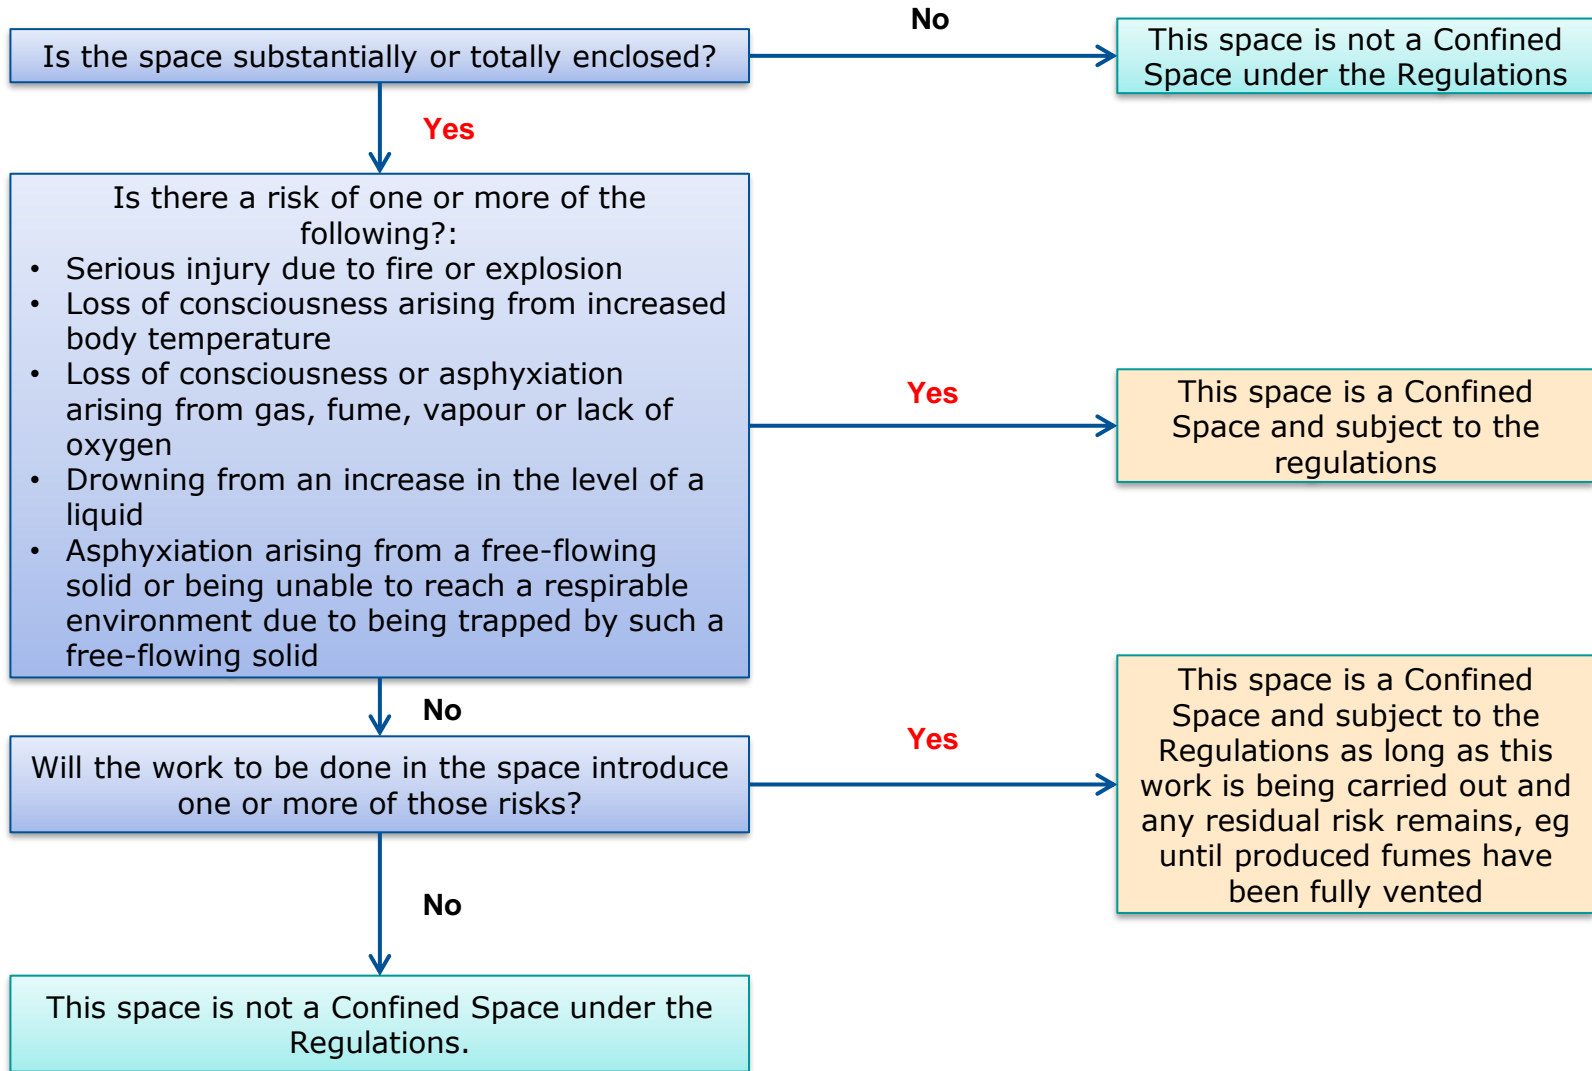 No
Is the space substantially or totally enclosed?
This space is not a Confined
Space under the Regulations
Yes
Is there a risk of one or more of the
following?:
• Serious injury due to fire or explosion
• Loss of consciousness arising from increased
body temperature
• Loss of consciousness or asphyxiation
arising from gas, fume, vapour or lack of
oxygen
• Drowning from an increase in the level of a
liquid
• Asphyxiation arising from a free-flowing
solid or being unable to reach a respirable
environment due to being trapped by such a
free-flowing solid
Yes
This space is a Confined
Space and subject to the
regulations
No
Will the work to be done in the space introduce
one or more of those risks?
Yes
This space is a Confined
Space and subject to the
Regulations as long as this
work is being carried out and
any residual risk remains, eg
until produced fumes have
been fully vented
No
This space is not a Confined Space under the
Regulations.